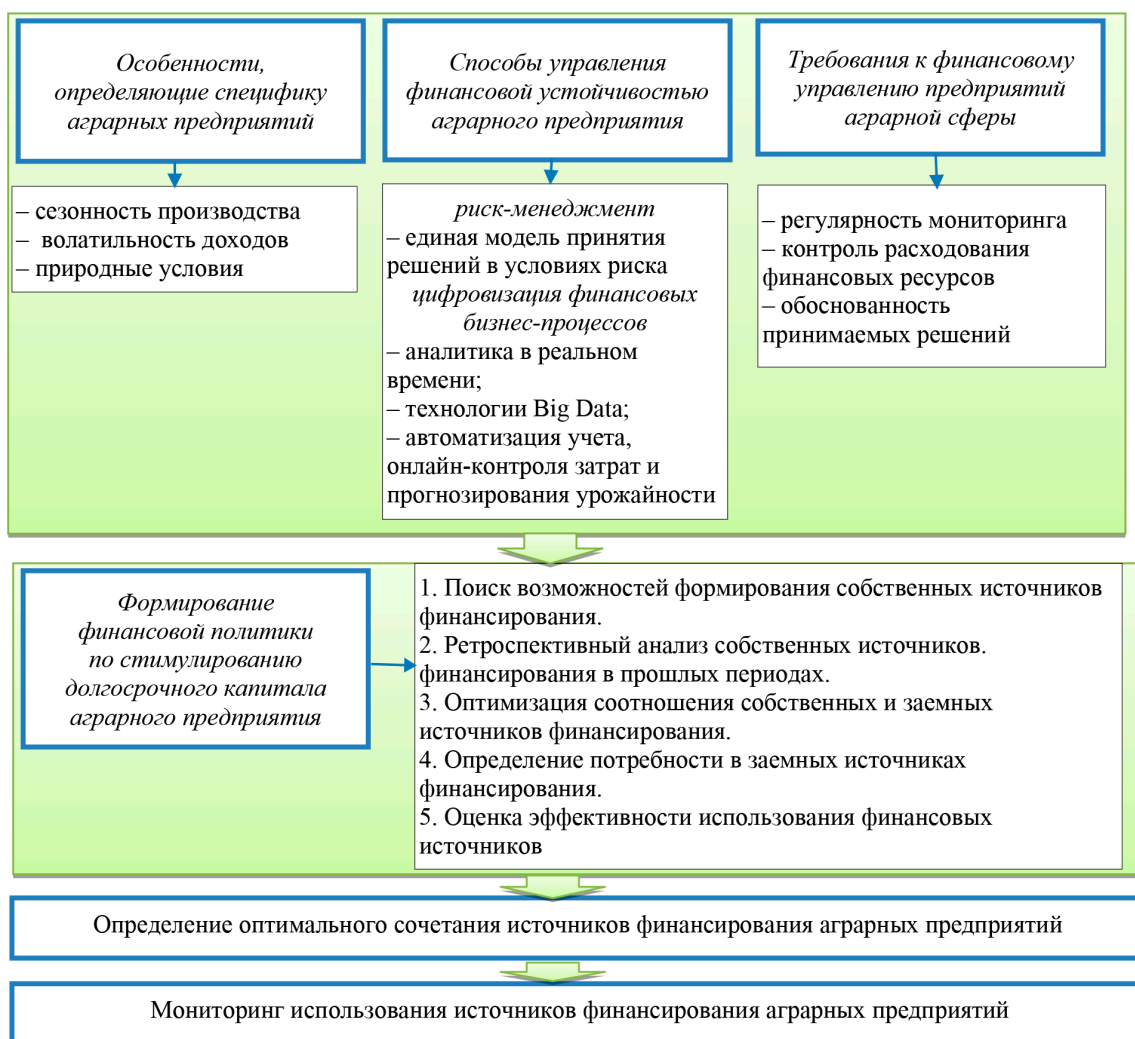 Особенности,
определяющие специфику
аграрных предприятий
Способы управления
финансовой устойчивостью
аграрного предприятия
Требования к финансовому
управлению предприятий
аграрной сферы
– сезонность производства
– волатильность доходов
– природные условия
риск-менеджмент
– единая модель принятия
решений в условиях риска
цифровизация финансовых
бизнес-процессов
– аналитика в реальном
времени;
– технологии Big Data;
– автоматизация учета,
онлайн-контроля затрат и
прогнозирования урожайности
– регулярность мониторинга
– контроль расходования
финансовых ресурсов
– обоснованность
принимаемых решений
Формирование
финансовой политики
по стимулированию
долгосрочного капитала
аграрного предприятия
1. Поиск возможностей формирования собственных источников
финансирования.
2. Ретроспективный анализ собственных источников.
финансирования в прошлых периодах.
3. Оптимизация соотношения собственных и заемных
источников финансирования.
4. Определение потребности в заемных источниках
финансирования.
5. Оценка эффективности использования финансовых
источников
Определение оптимального сочетания источников финансирования аграрных предприятий
Мониторинг использования источников финансирования аграрных предприятий